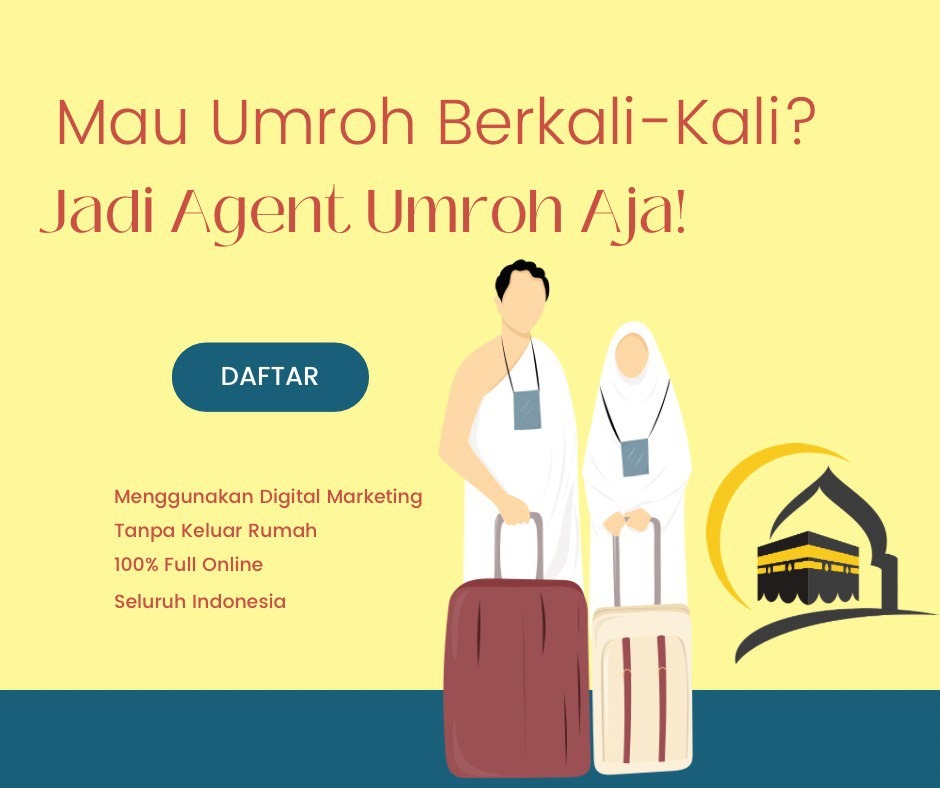 Mau Umroh Berkali-Kali?
Jadi Agent Umroh Aja!
DAFTAR
Menggunakan Digital Marketing
Tanpa Keluar Rumah
100% Full Online
Seluruh Indonesia